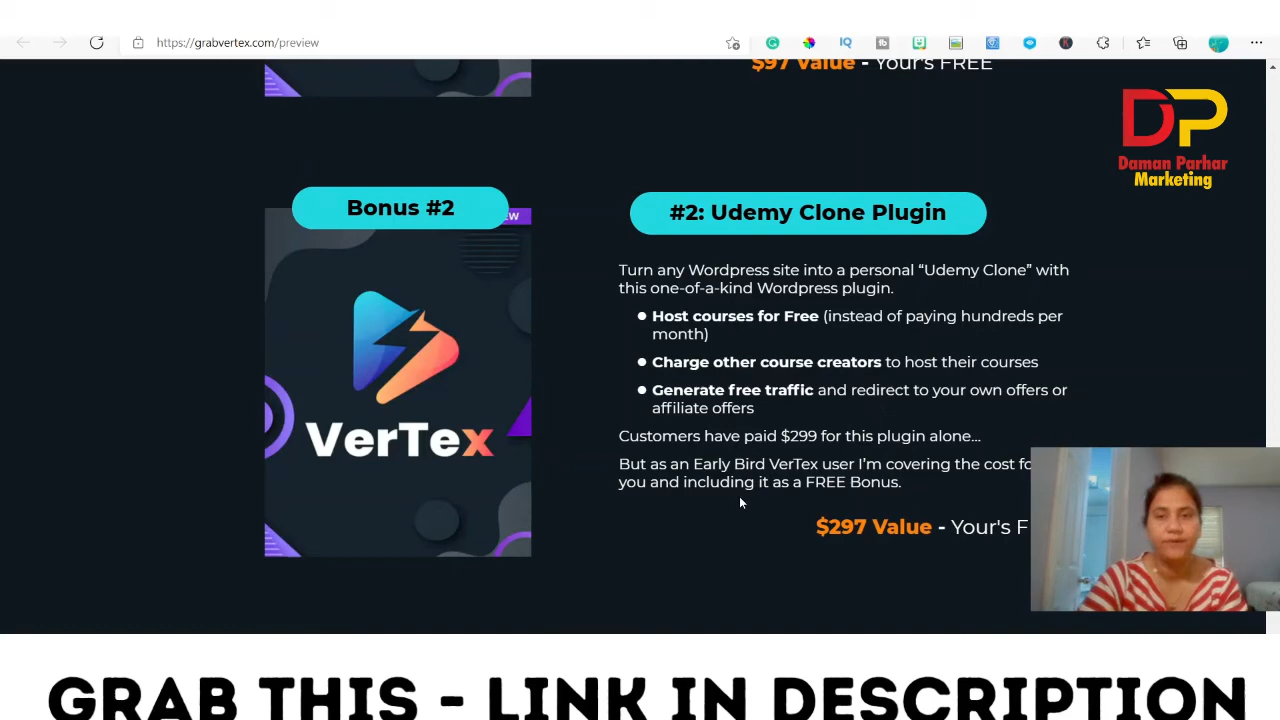 https://grabvertex.com/preview
$97 Value - Your's FREE
DP
Daman Parhar
Marketing
Bonus #2
EW
#2: Udemy Clone Plugin
Turn any Wordpress site into a personal “Udemy Clone” with
this one-of-a-kind Wordpress plugin.
● Host courses for Free (instead of paying hundreds per
month)
● Charge other course creators to host their courses
● Generate free traffic and redirect to your own offers or
affiliate offers
Customers have paid $299 for this plugin alone...
But as an Early Bird VerTex user I’m covering the cost fo
you and including it as a FREE Bonus.
$297 Value - Your's F
VerTex
GRAB THIS - LINK IN DESCRIPTION